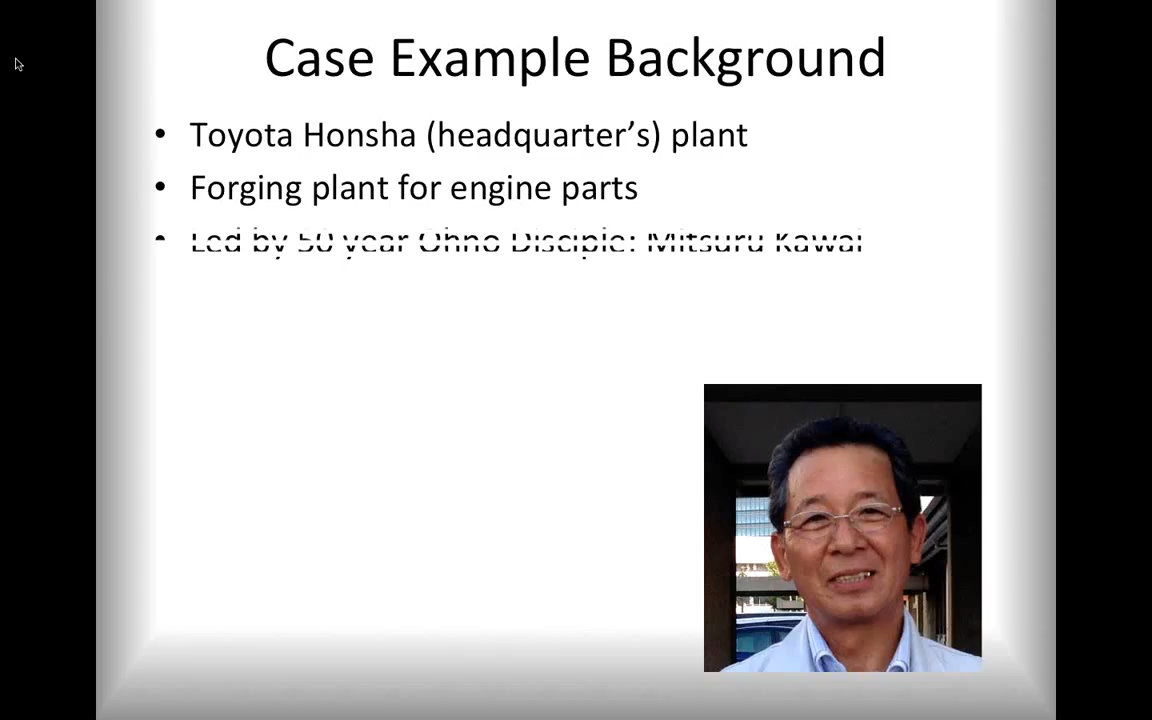 Case Example Background
• Toyota Honsha (headquarter’s) plant
• Forging plant for engine parts
• Led by 50 year Ohno Disciple: Mitsuru Kawai